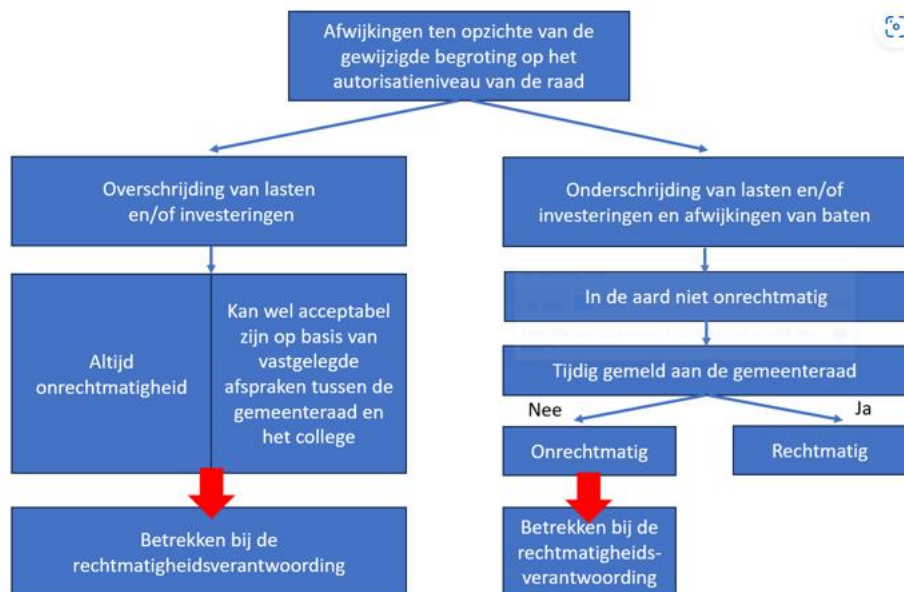 Afwijkingen ten opzichte van de
gewijzigde begroting op het
autorisatieniveau van de raad
Overschrijding van lasten
en/of investeringen
Onderschrijding van lasten en/of
investeringen en afwijkingen van baten
Altijd
onrechtmatigheid
Kan wel acceptabel
zijn op basis van
vastgelegde
afspraken tussen de
gemeenteraad en
het college
In de aard niet onrechtmatig
Tijdig gemeld aan de gemeenteraad
Nee
Ja
Onrechtmatig
Rechtmatig
Betrekken bij de
rechtmatigheidsverantwoording
Betrekken bij de
rechtmatigheids-
verantwoording